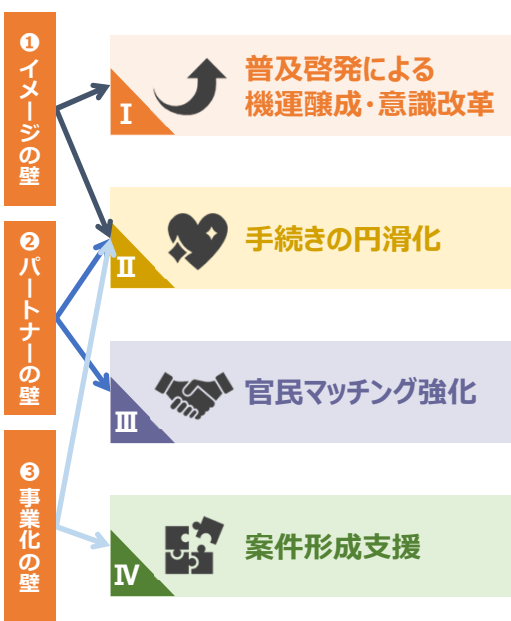 ❶イメージの壁
❷パートナーの壁
❸事業化の壁
Ⅰ
普及啓発による
機運醸成・意識改革
Ⅱ
手続きの円滑化
Ⅲ
官民マッチング強化
Ⅳ
案件形成支援